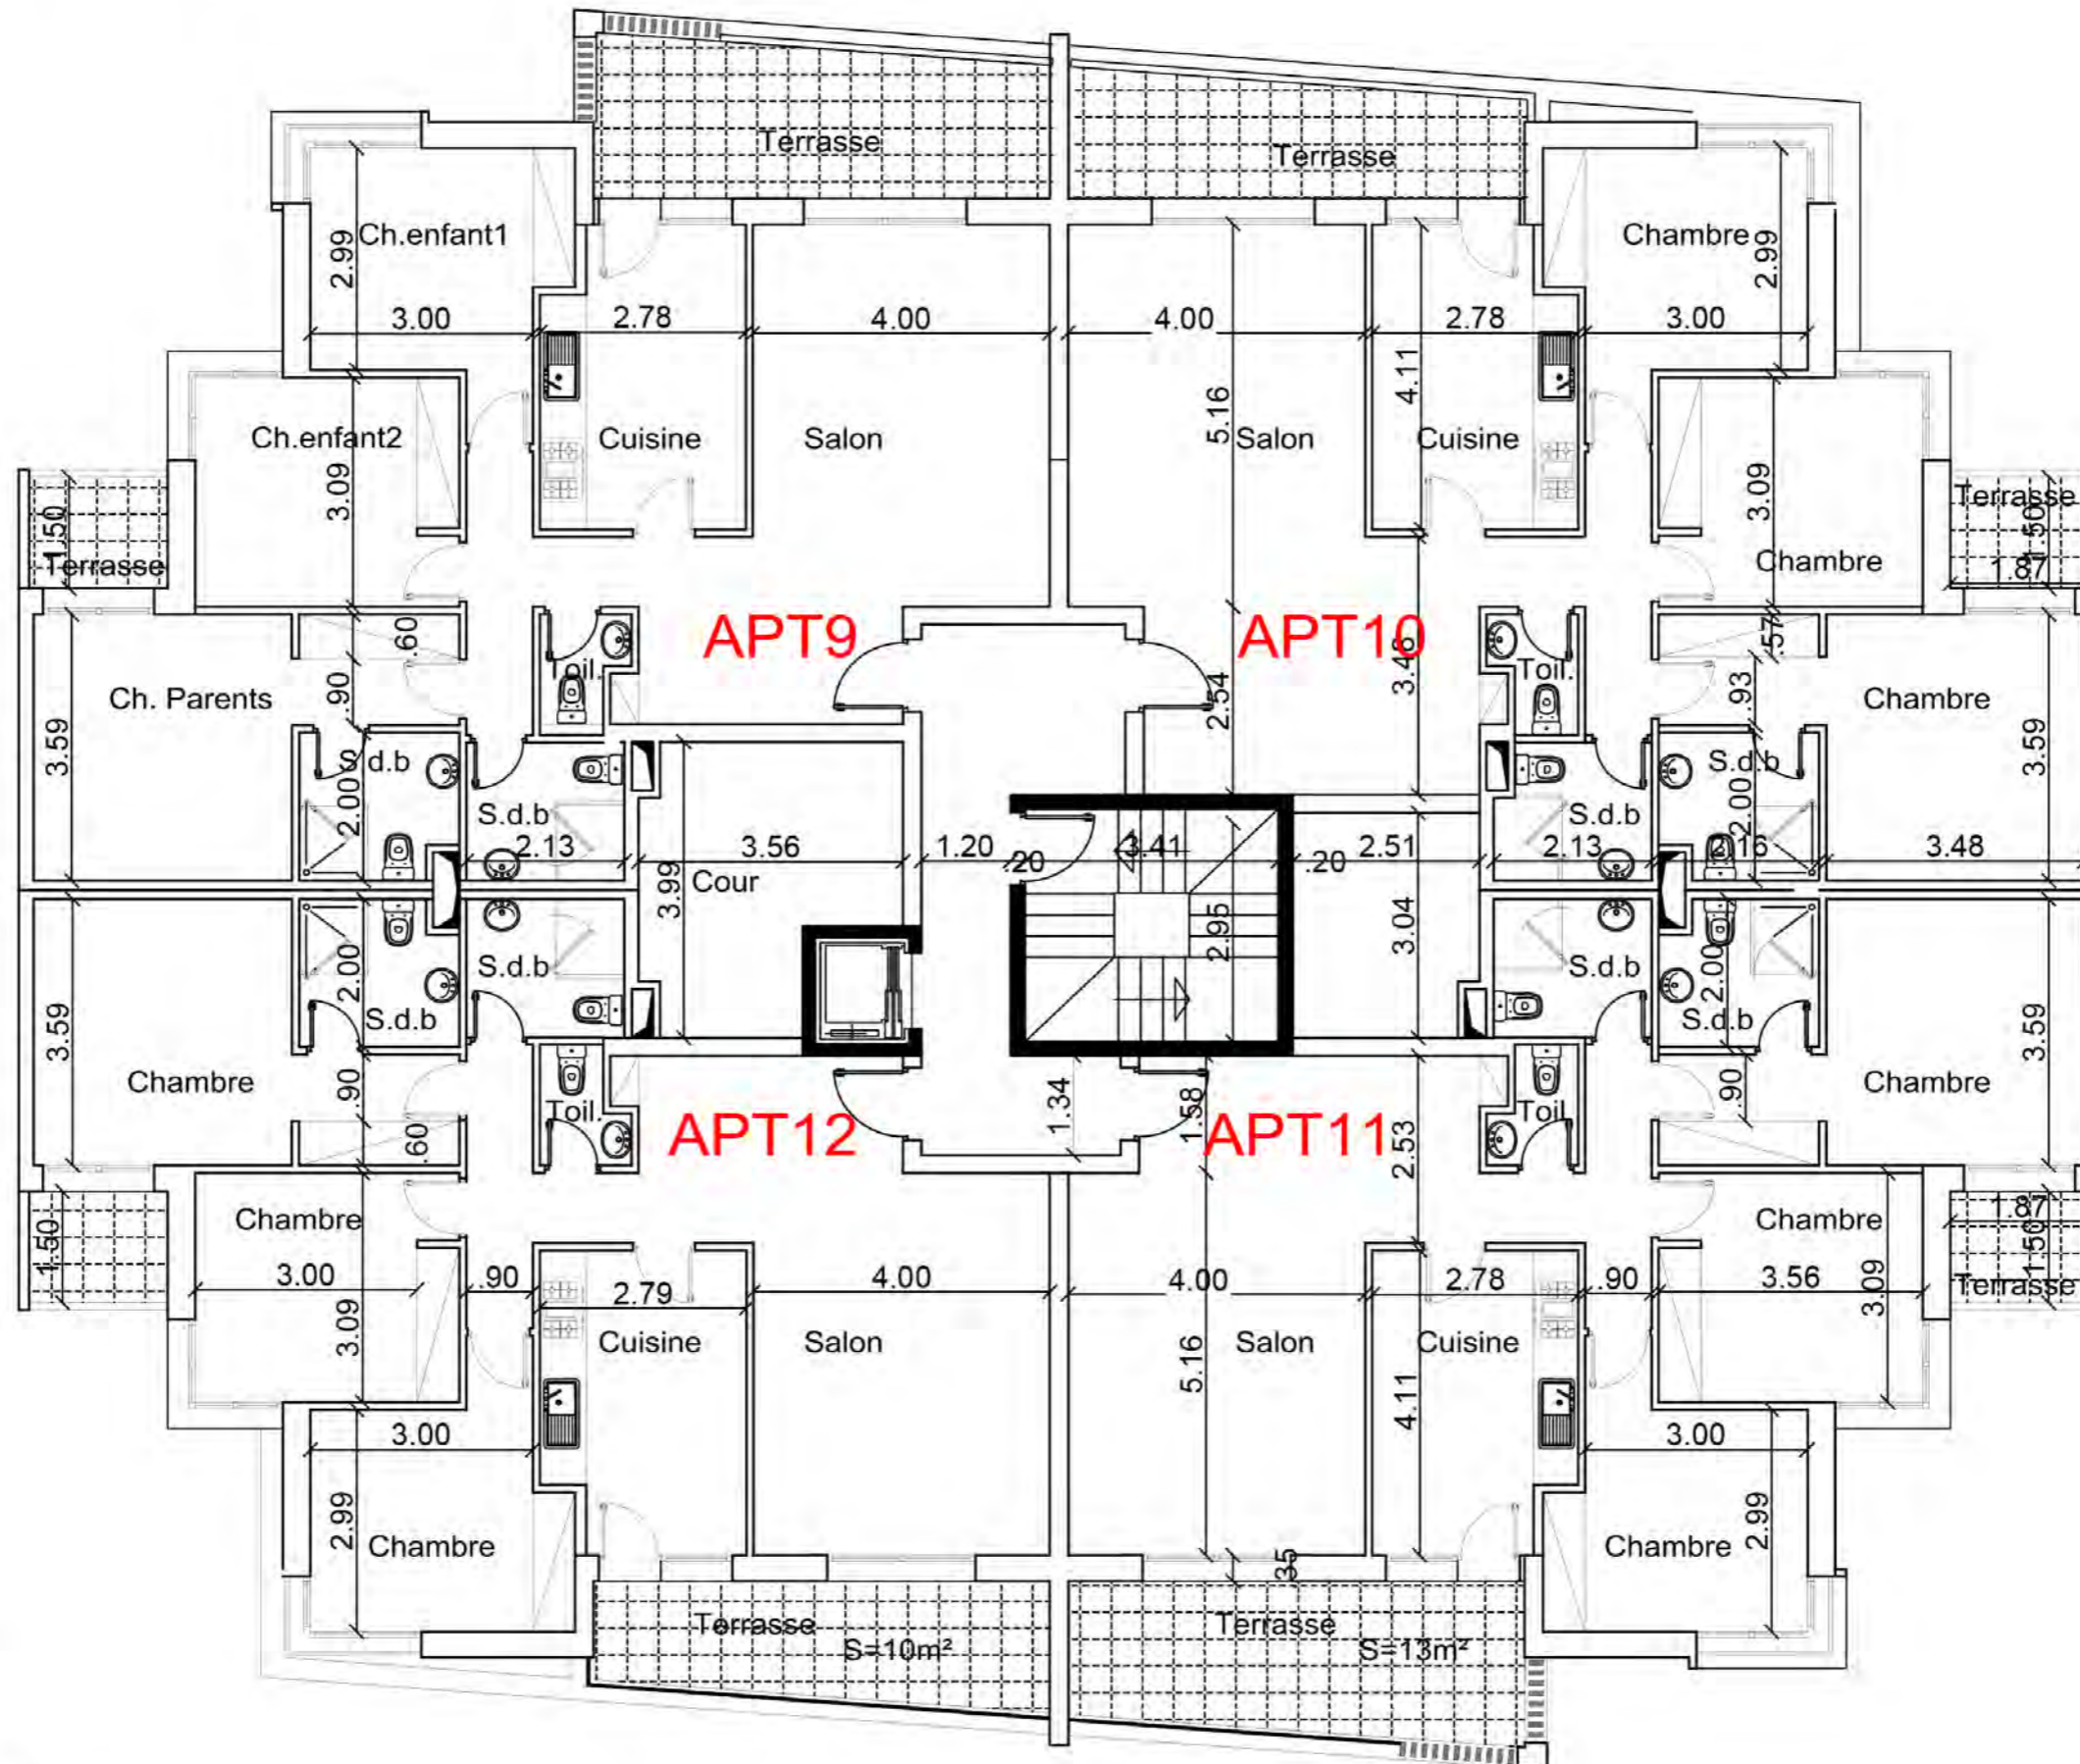 Terrasse
Terrasse
Ch.enfant1
2.99
3.00
2.78
4.00
4.00
2.78
3.00
Chambre
2.99
Ch.enfant2
3.09
Cuisine
Salon
5.16
Salon
4.11
Cuisine
3.09
Chambre
Terrasse
1.50
1.87
1.50
Terrasse
.60
.90
Ch. Parents
3.59
Toil.
APT9
APT10
2.54
3.46
Toil.
.57
.93
Chambre
3.59
S.d.b
2.00
S.d.b
2.13
3.56
3.99
Cour
1.20
.20
3.41
2.95
.20
2.51
3.04
S.d.b
2.13
S.d.b
2.00
2.16
3.48
3.59
2.00
S.d.b
S.d.b
S.d.b
2.00
S.d.b
3.59
Chambre
.90
.60
Toil.
APT12
1.34
1.58
APT11
2.53
Toil.
.90
Chambre
1.50
Chambre
3.00
3.09
.90
2.79
4.00
4.00
2.78
.90
Chambre
3.56
3.09
1.87
1.50
Terrasse
Cuisine
Salon
5.16
Salon
4.11
Cuisine
3.00
2.99
Chambre
3.00
Chambre
2.99
.35
Terrasse
S=10m²
Terrasse
S=13m²